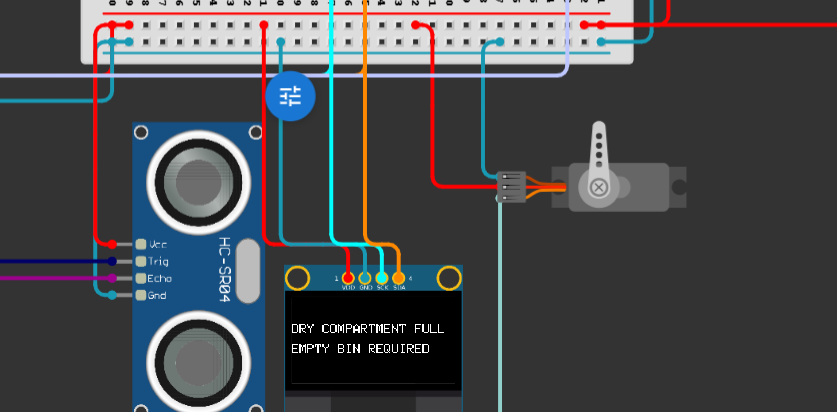 Vcc
Trig
Echo
Gnd
HC-SR04
1 4
VDD GND SCK SDA
DRY COMPARTMENT FULL
EMPTY BIN REQUIRED